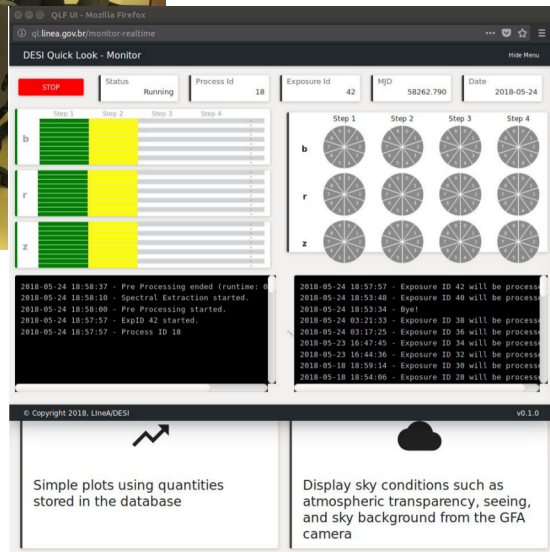 QLF UI - Mozilla Firefox
ql.linea.gov.br/monitor-realtime
DESI Quick Look - Monitor
Hide Menu
STOP
Status
Running
Process Id
18
Exposure Id
42
MJD
58262.790
Date
2018-05-24
Step 1 Step 2 Step 3 Step 4
b
r
z
Step 1 Step 2 Step 3 Step 4
b
r
z
2018-05-24 18:58:37 - Pre Processing ended (runtime: 0
2018-05-24 18:58:10 - Spectral Extraction started.
2018-05-24 18:58:00 - Pre Processing started.
2018-05-24 18:57:57 - ExpID 42 started.
2018-05-24 18:57:57 - Process ID 18
2018-05-24 18:57:57 - Exposure ID 42 will be processe
2018-05-24 18:53:48 - Exposure ID 40 will be processe
2018-05-24 18:53:34 - Bye!
2018-05-24 03:21:33 - Exposure ID 38 will be processe
2018-05-24 03:17:25 - Exposure ID 36 will be processe
2018-05-23 16:47:45 - Exposure ID 34 will be processe
2018-05-23 16:44:36 - Exposure ID 32 will be processe
2018-05-18 18:59:14 - Exposure ID 30 will be processe
2018-05-18 18:54:06 - Exposure ID 28 will be processe
© Copyright 2018, LIneA/DESI
v0.1.0
Simple plots using quantities
stored in the database
Display sky conditions such as
atmospheric transparency, seeing,
and sky background from the GFA
camera